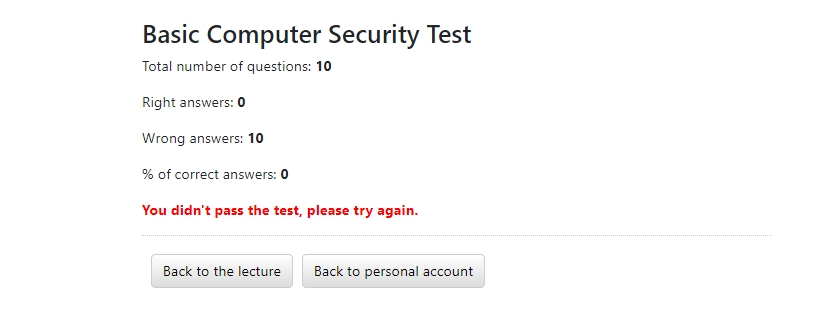 Basic Computer Security Test
Total number of questions: 10
Right answers: 0
Wrong answers: 10
% of correct answers: 0
You didn't pass the test, please try again.
Back to the lecture
Back to personal account